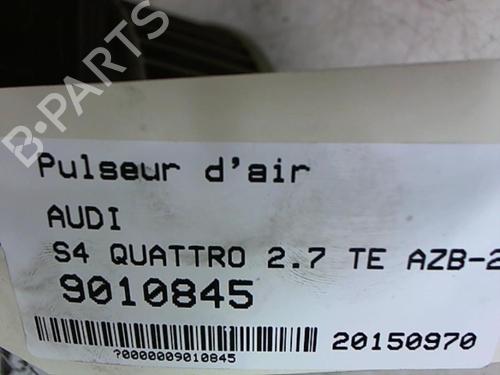 B-PARTS
Pulseur d'air
AUDI
S4 QUATTRO 2.7 TE AZB-2
9010845
20150970
?0000009010845